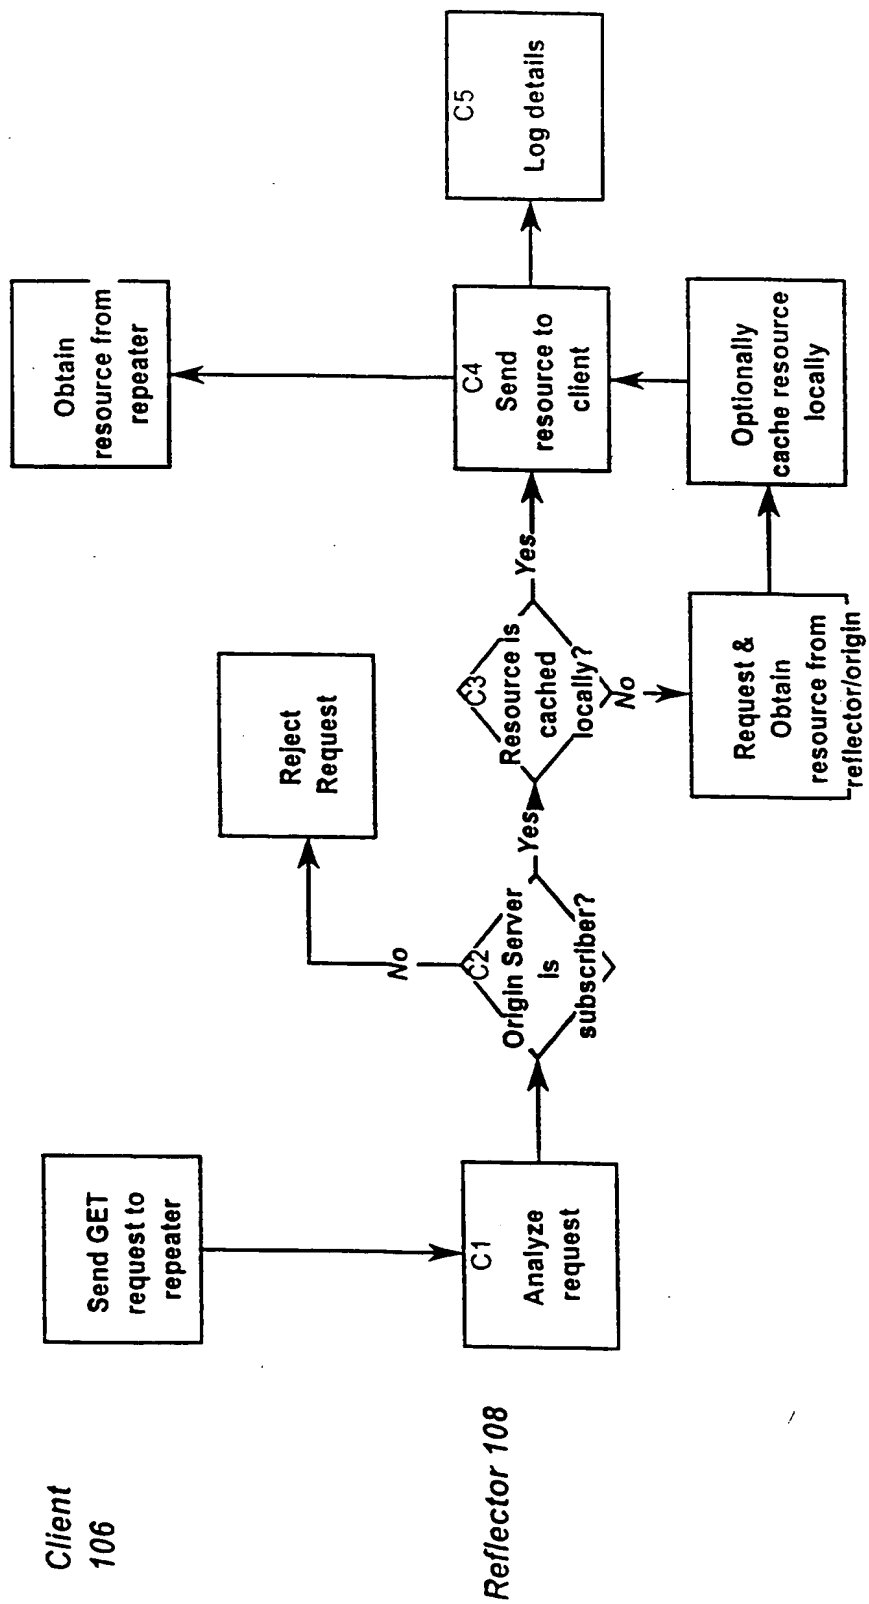 Client
106
Send GET
request to
repeater
Obtain
resource from
repeater
Reject
Request
No
Reflector 108
C1
Analyze
request
C2
Origin Server
is
subscriber?
Yes
C3
Resource is
cached
locally?
Yes
C4
Send
resource to
client
C5
Log details
No
Request &
Obtain
resource from
reflector/origin
Optionally
cache resource
locally